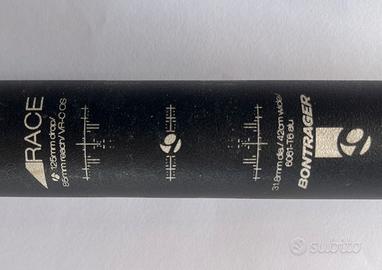 RACE
125mm drop/
85mm reach/VR-C OS
31.8mm dia./42cm wide/
6061-T6 alu
BONTRAGER
subito